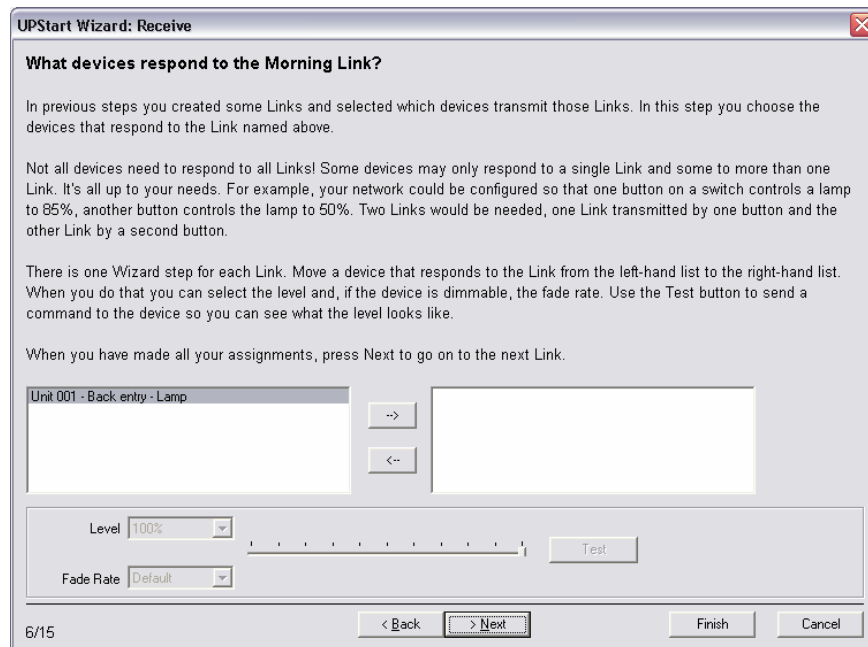 UPStart Wizard: Receive
What devices respond to the Morning Link?
In previous steps you created some Links and selected which devices transmit those Links. In this step you choose the
devices that respond to the Link named above.
Not all devices need to respond to all Links! Some devices may only respond to a single Link and some to more than one
Link. It's all up to your needs. For example, your network could be configured so that one button on a switch controls a lamp
to 85%, another button controls the lamp to 50%. Two Links would be needed, one Link transmitted by one button and the
other Link by a second button.
There is one Wizard step for each Link. Move a device that responds to the Link from the left-hand list to the right-hand list.
When you do that you can select the level and, if the device is dimmable, the fade rate. Use the Test button to send a
command to the device so you can see what the level looks like.
When you have made all your assignments, press Next to go on to the next Link.
Unit 001 - Back entry - Lamp
-->
<--
Level 100%
Test
Fade Rate Default
6/15 < Back > Next Finish Cancel